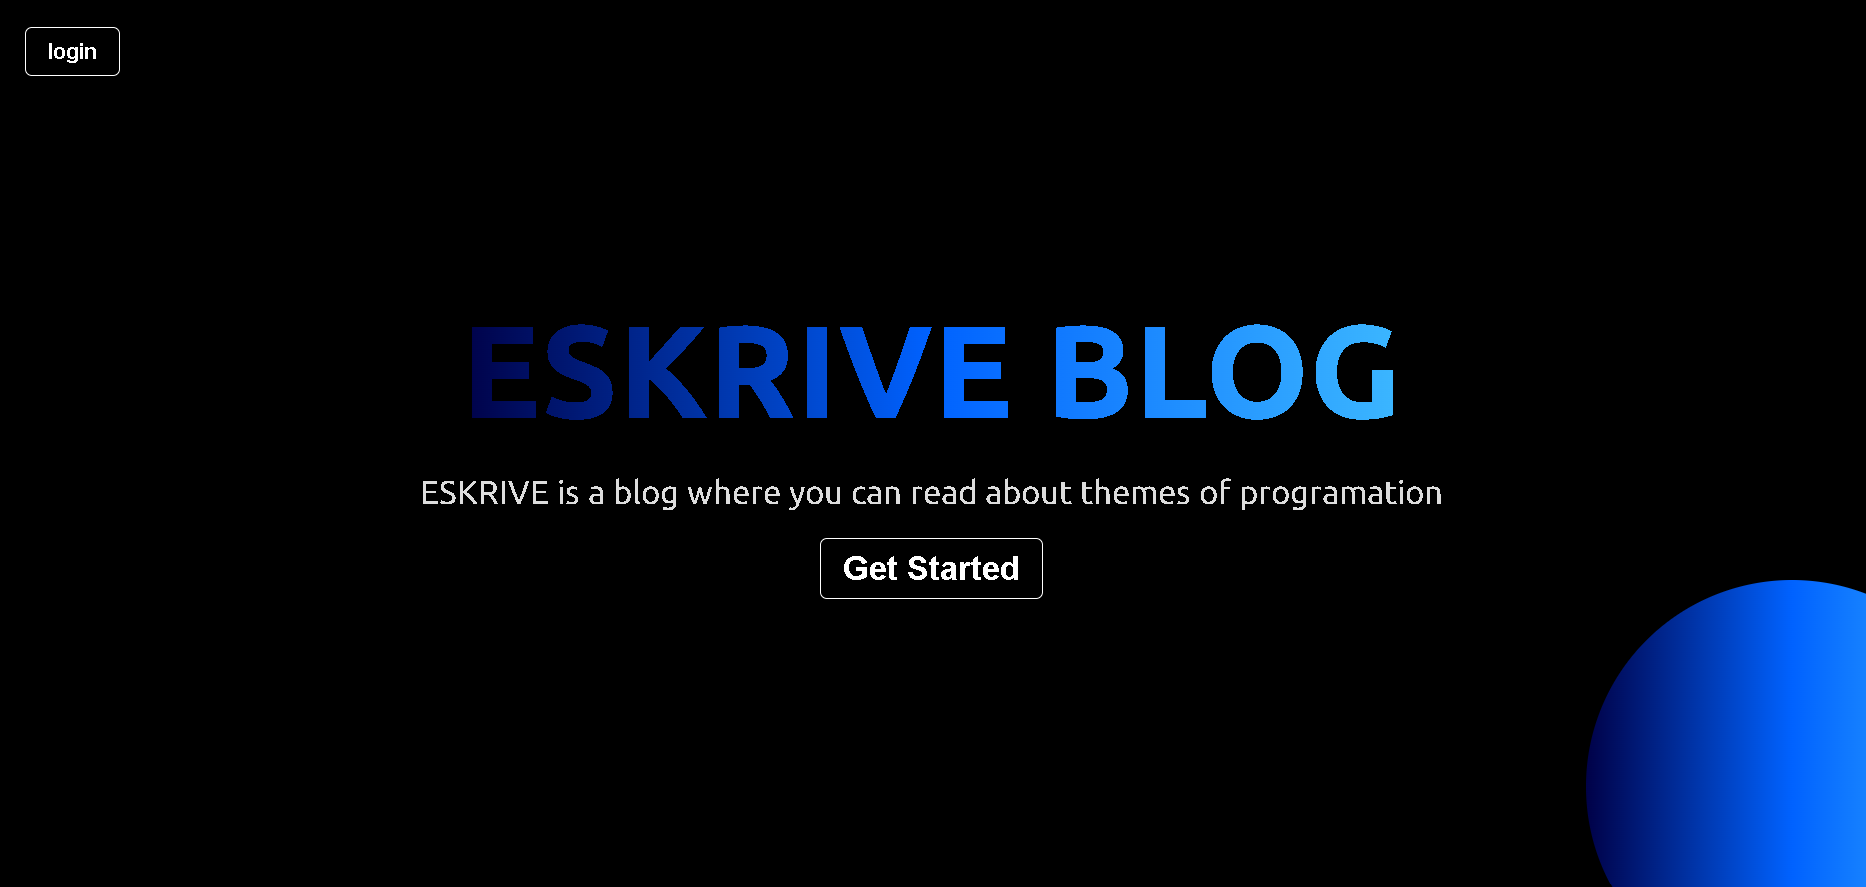 login
ESKRIVE BLOG
ESKRIVE is a blog where you can read about themes of programation
Get Started